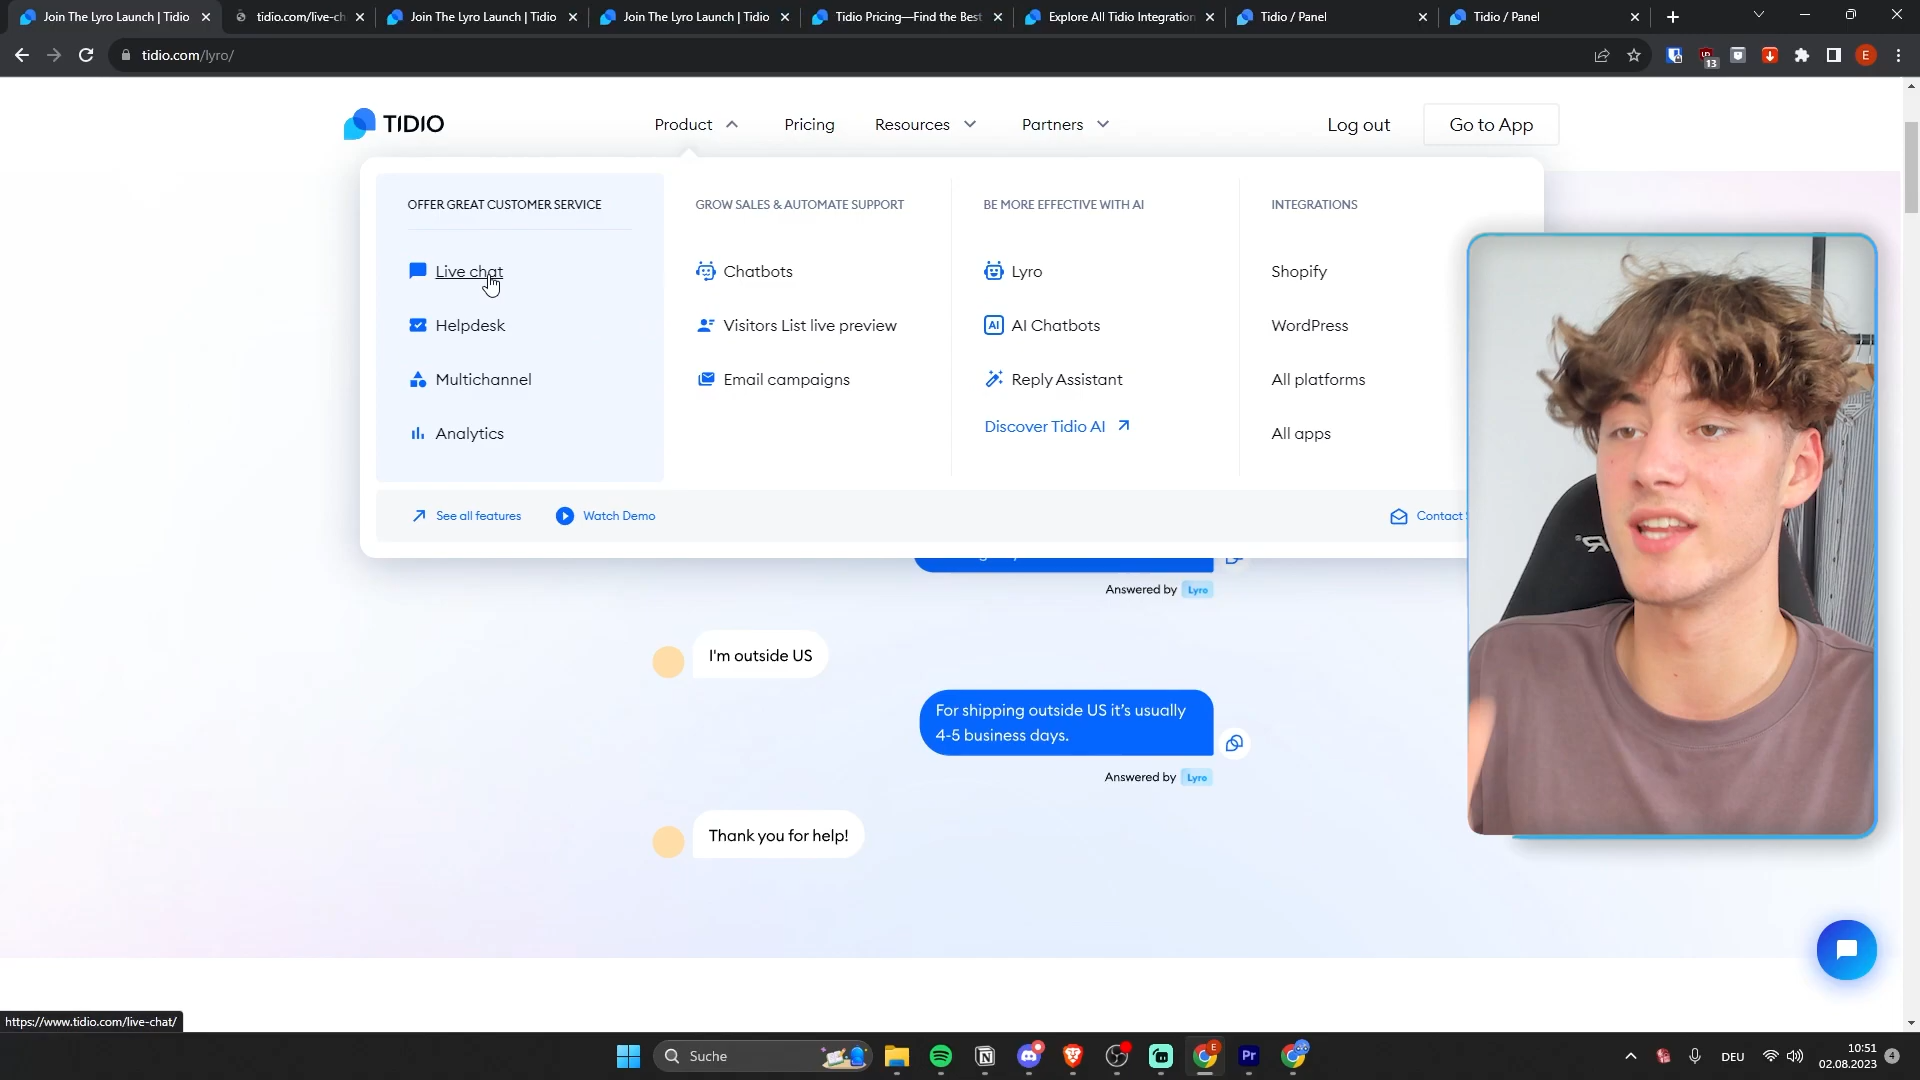 Join The Lyro Launch | Tidio
tidio.com/live-ch
Join The Lyro Launch | Tidio
Join The Lyro Launch | Tidio
Tidio Pricing—Find the Best
Explore All Tidio Integration
Tidio / Panel
Tidio / Panel
tidio.com/lyro/
13
E
TIDIO
Product
Pricing
Resources
Partners
Log out
Go to App
OFFER GREAT CUSTOMER SERVICE
Live chat
Helpdesk
Multichannel
Analytics
GROW SALES & AUTOMATE SUPPORT
Chatbots
Visitors List live preview
Email campaigns
BE MORE EFFECTIVE WITH AI
Lyro
AI
AI Chatbots
Reply Assistant
Discover Tidio AI
INTEGRATIONS
Shopify
WordPress
All platforms
All apps
See all features
Watch Demo
Contact
Answered by Lyro
I'm outside US
For shipping outside US it's usually
4-5 business days.
Answered by Lyro
Thank you for help!
https://www.tidio.com/live-chat/
Suche
E
Pr
DEU
10:51
02.08.2023
4